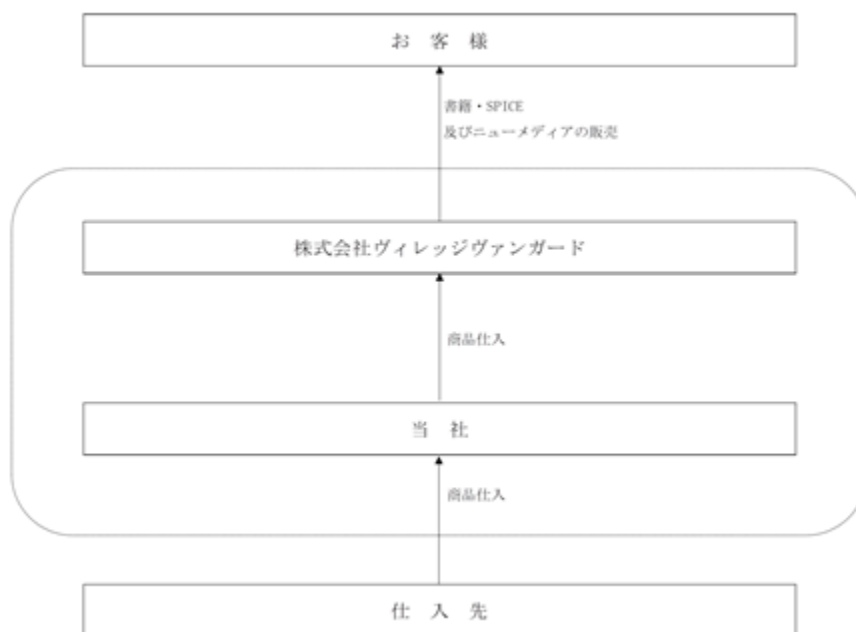 お 客 様
書籍・SPICE
及びニューメディアの販売
株式会社ヴィレッジヴァンガード
商品仕入
当 社
商品仕入
仕 入 先